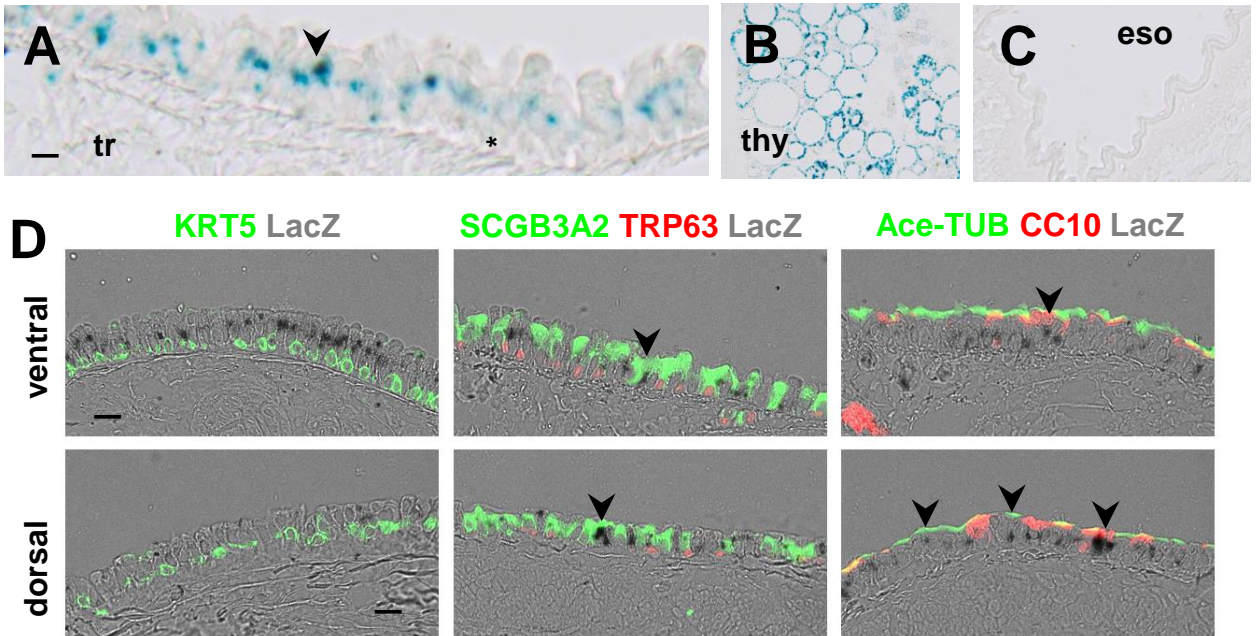 A
tr
*
B
thy
C
eso
D
KRT5 LacZ
SCGB3A2 TRP63 LacZ
Ace-TUB CC10 LacZ
ventral
dorsal